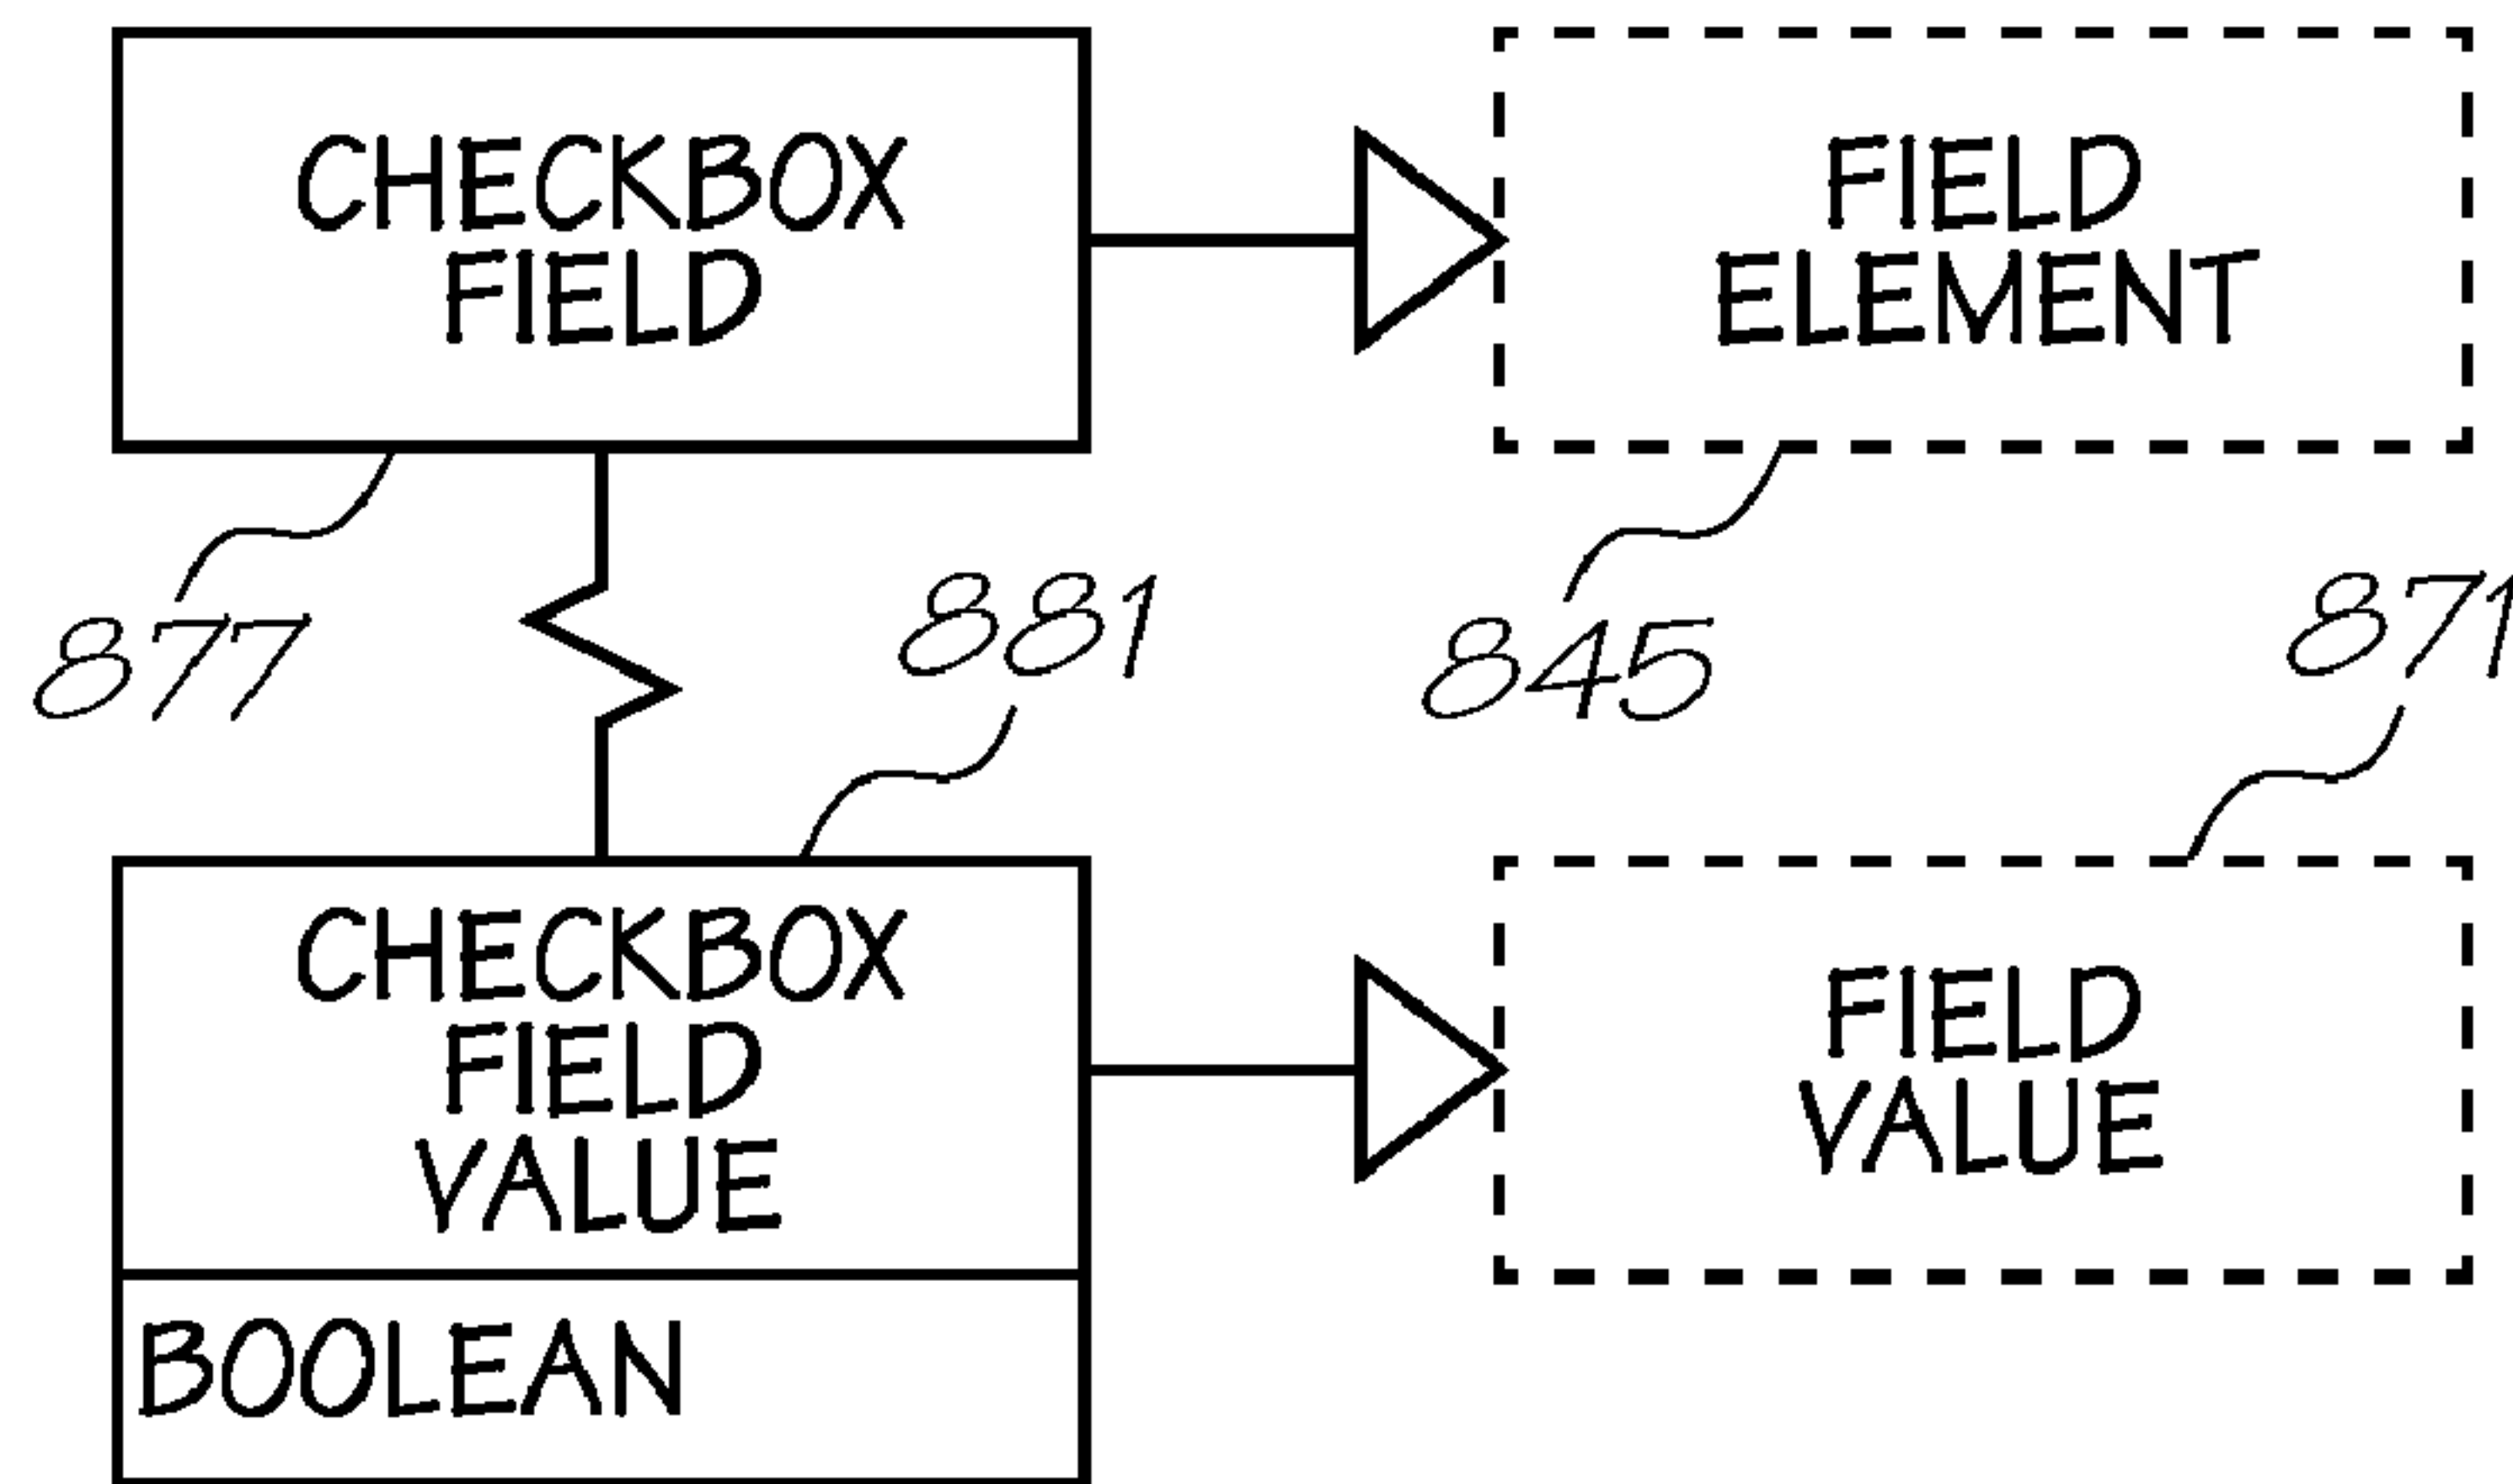 CHECKBOX
FIELD
FIELD
ELEMENT
877
881
845
871
CHECKBOX
FIELD
VALUE
FIELD
VALUE
BOOLEAN